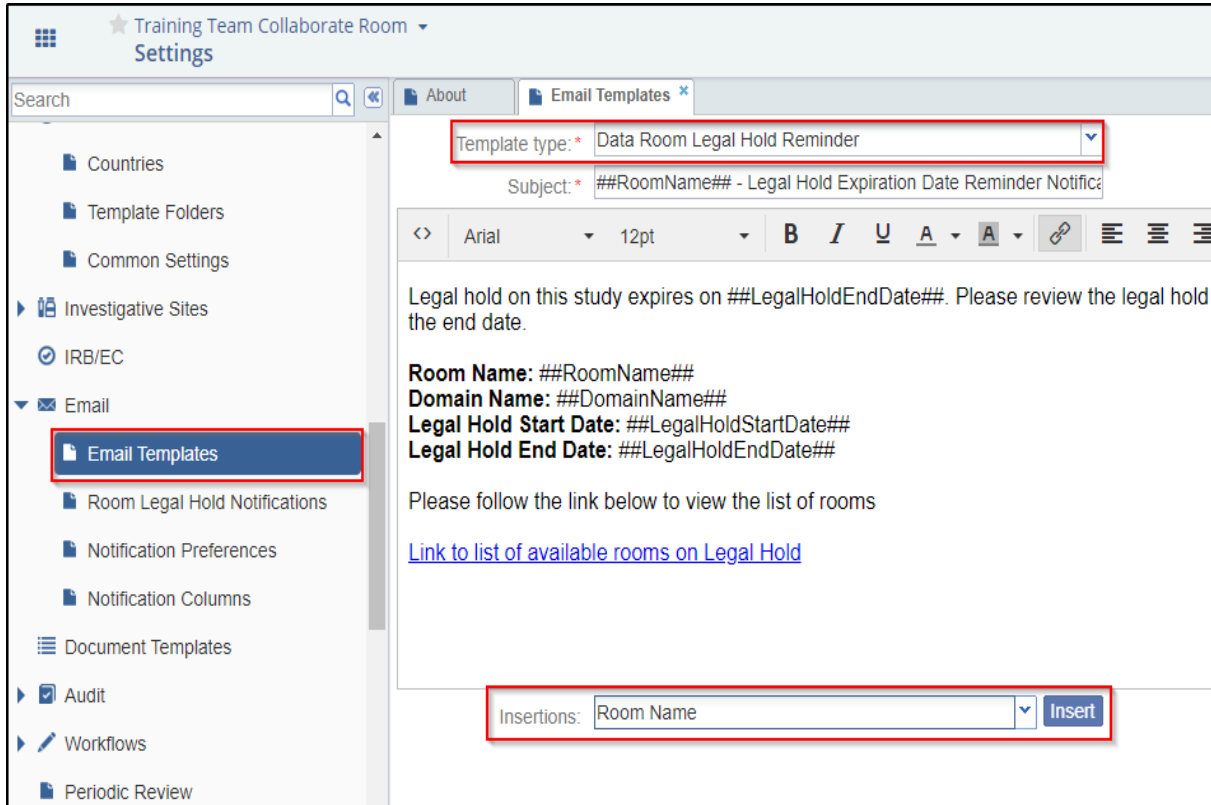 Training Team Collaborate Room
Settings
Search
Countries
Template Folders
Common Settings
Investigative Sites
IRB/EC
Email
Email Templates
Room Legal Hold Notifications
Notification Preferences
Notification Columns
Document Templates
Audit
Workflows
Periodic Review
About
Email Templates
Template type:* Data Room Legal Hold Reminder
Subject:* ##RoomName## - Legal Hold Expiration Date Reminder
Arial 12pt B I U A A
Legal hold on this study expires on ##LegalHoldEndDate##. Please review the legal hold
the end date.
Room Name: ##RoomName##
Domain Name: ##DomainName##
Legal Hold Start Date: ##LegalHoldStartDate##
Legal Hold End Date: ##LegalHoldEndDate##
Please follow the link below to view the list of rooms
Link to list of available rooms on Legal Hold
Insertions: Room Name Insert